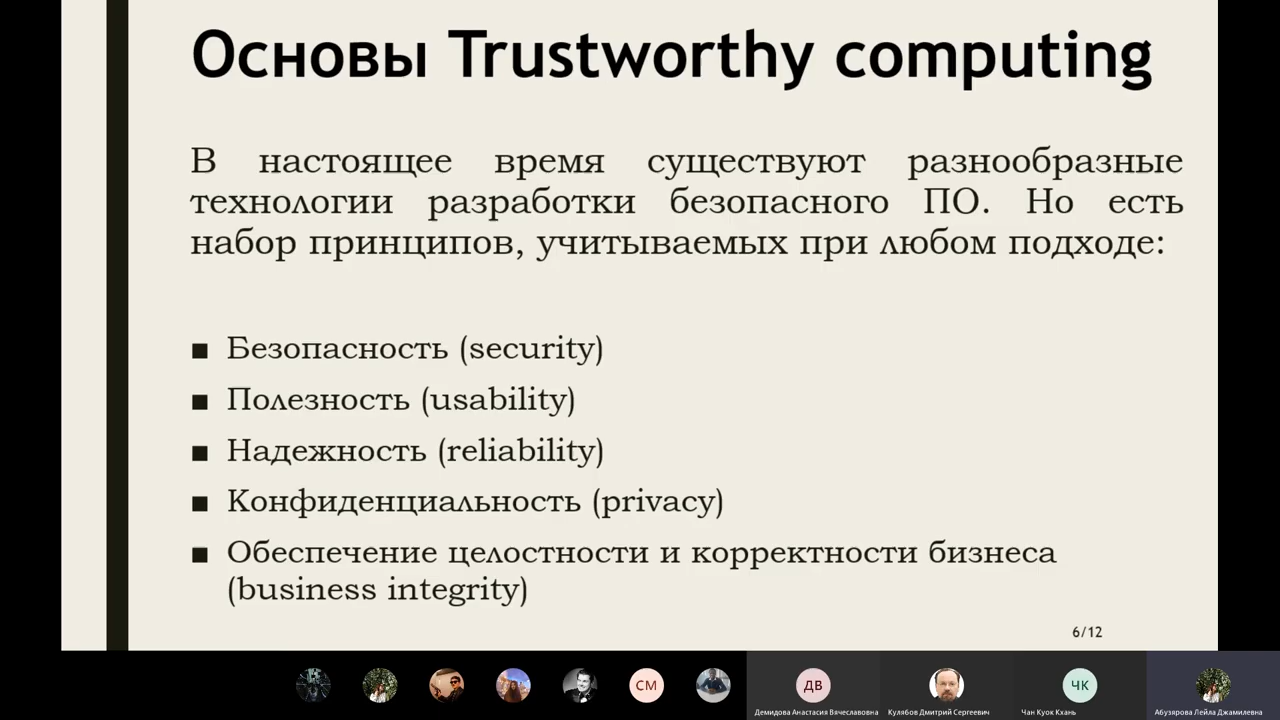 Основы Trustworthy computing
В настоящее время существуют разнообразные
технологии разработки безопасного ПО. Но есть
набор принципов, учитываемых при любом подходе:
■ Безопасность (security)
■ Полезность (usability)
■ Надежность (reliability)
■ Конфиденциальность (privacy)
■ Обеспечение целостности и корректности бизнеса
(business integrity)
6/12
СМ
ДВ
ЧК
Демидова Анастасия Вячеславовна
Кулябов Дмитрий Сергеевич
Чан Куок Кхань
Абузярова Лейла Джамилевна